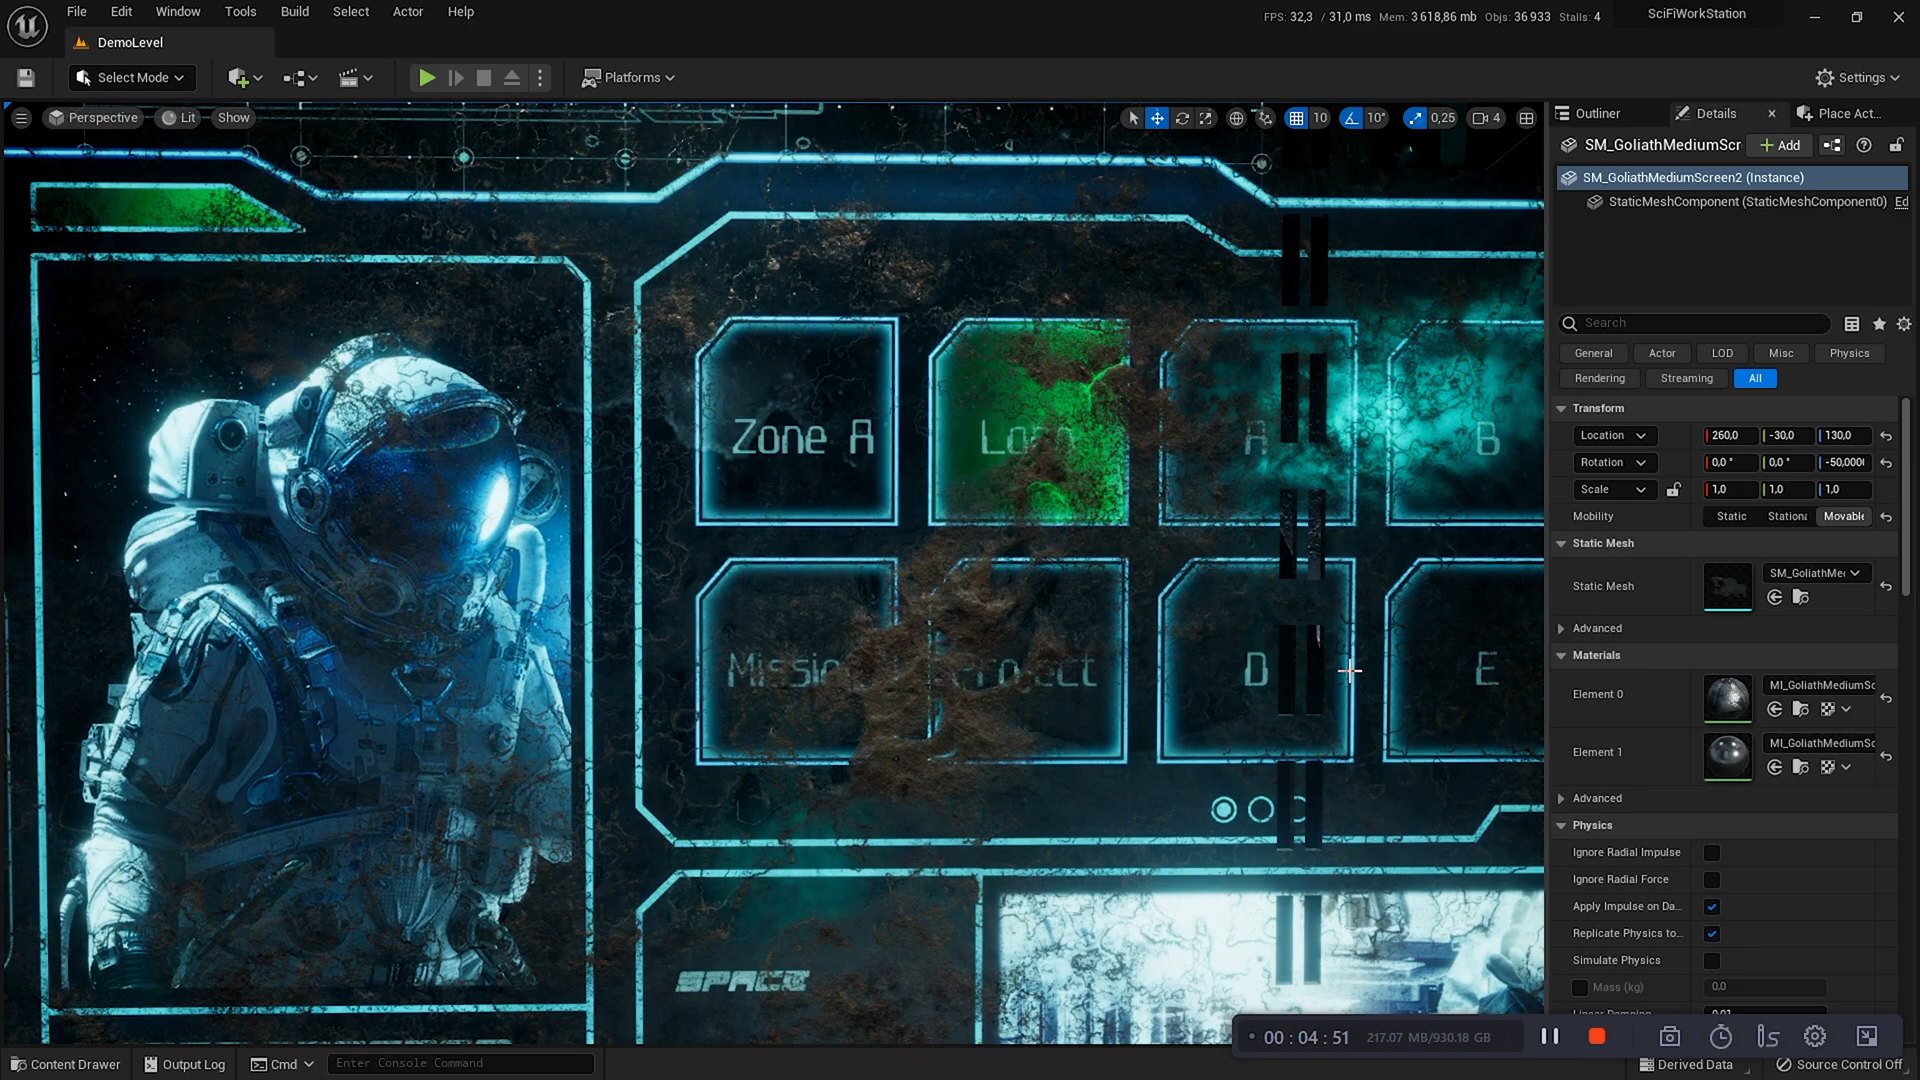 File Edit Window Tools Build Select Actor Help
FPS: 32,3 / 31,0 ms Mem: 3 618,86 mb Objs: 36 933 Stalls: 4
SciFiWorkStation
DemoLevel
Select Mode
Platforms
Settings
Perspective
Lit
Show
10
10°
0,25
4
Outliner
Details
Place Act...
SM_GoliathMediumScr
Add
SM_GoliathMediumScreen2 (Instance)
StaticMeshComponent (StaticMeshComponent0)
Ed
Search
General
Actor
LOD
Misc
Physics
Rendering
Streaming
All
Transform
Location
260,0
-30,0
130,0
Rotation
0,0 °
0,0 °
-50,000
Scale
1,0
1,0
1,0
Mobility
Static
Stationa
Movable
Static Mesh
Static Mesh
SM_GoliathMe
Advanced
Materials
Element 0
MI_GoliathMediumSc
Element 1
MI_GoliathMediumSc
Advanced
Physics
Ignore Radial Impulse
Ignore Radial Force
Apply Impulse on Da...
Replicate Physics to...
Simulate Physics
Mass (kg)
0,0
Zone A
A
B
Project
D
E
SPACE
00 : 04 : 51
217.07 MB/930.18 GB
Content Drawer
Output Log
Cmd
Enter Console Command
Derived Data
Source Control Off